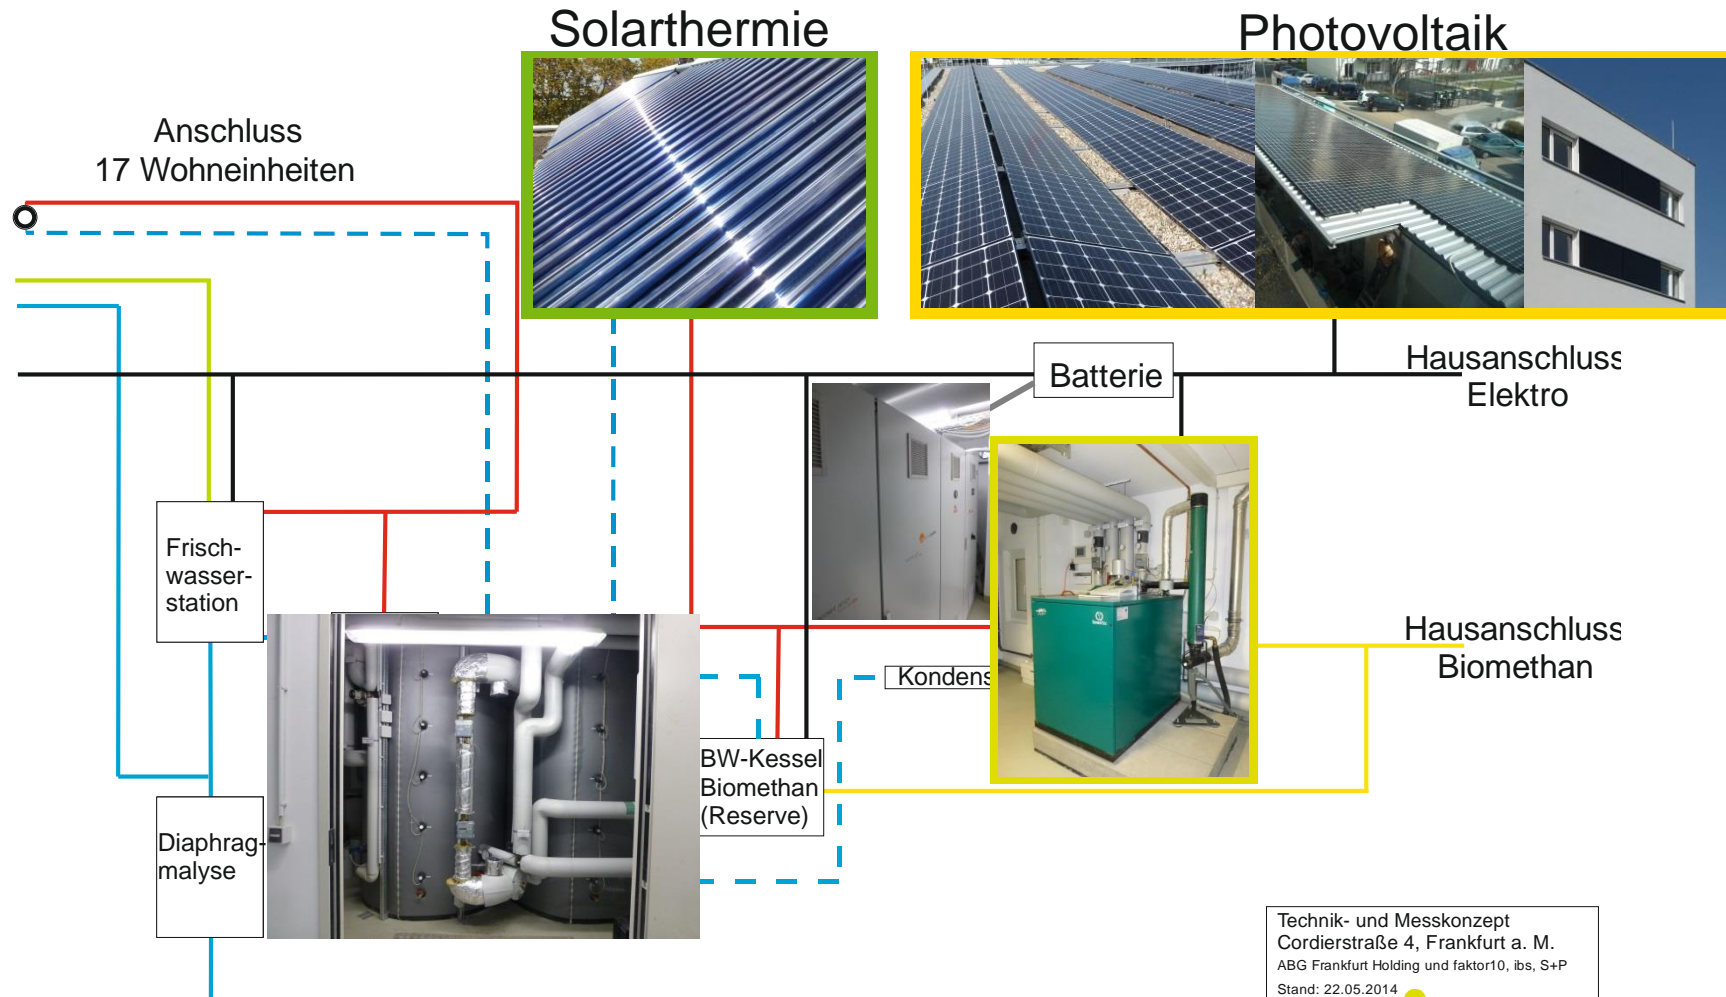 Solarthermie
Photovoltaik
Anschluss
17 Wohneinheiten
Batterie
Hausanschluss
Elektro
Frisch-
wasser-
station
Hausanschluss
Biomethan
Kondens
BW-Kessel
Biomethan
(Reserve)
Diaphrag-
malyse
Technik- und Messkonzept
Cordierstraße 4, Frankfurt a. M.
ABG Frankfurt Holding und faktor10, ibs, S+P
Stand: 22.05.2014